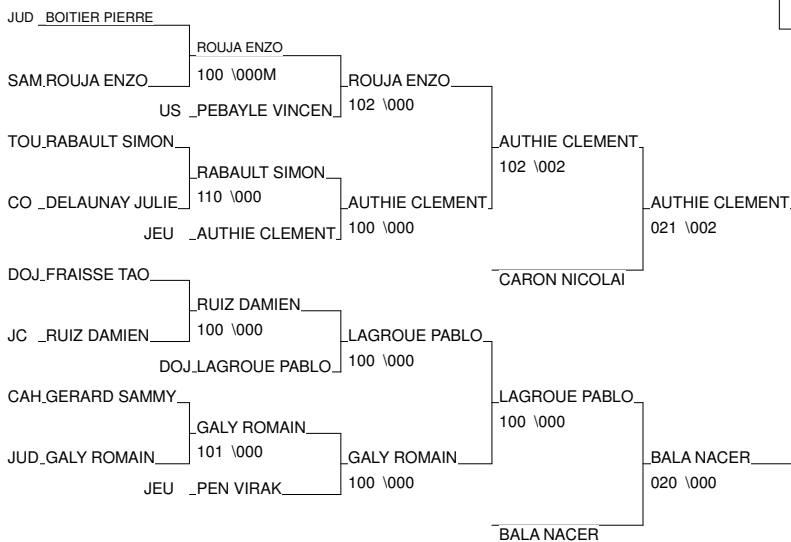 JUD BOITIER PIERRE
ROUJA ENZO
100 \000M
SAM ROUJA ENZO
ROUJA ENZO
102 \000
US PEBAYLE VINCEN
TOU RABAULT SIMON
AUTHIE CLEMENT
102 \002
RABAULT SIMON
110 \000
CO DELAUNAY JULIE
AUTHIE CLEMENT
100 \000
AUTHIE CLEMENT
021 \002
JEU AUTHIE CLEMENT
DOJ FRAISSE TAO
CARON NICOLAI
RUIZ DAMIEN
100 \000
JC RUIZ DAMIEN
LAGROUE PABLO
100 \000
DOJ LAGROUE PABLO
CAH GERARD SAMMY
LAGROUE PABLO
100 \000
GALY ROMAIN
101 \000
JUD GALY ROMAIN
GALY ROMAIN
100 \000
BALA NACER
020 \000
JEU PEN VIRAK
BALA NACER